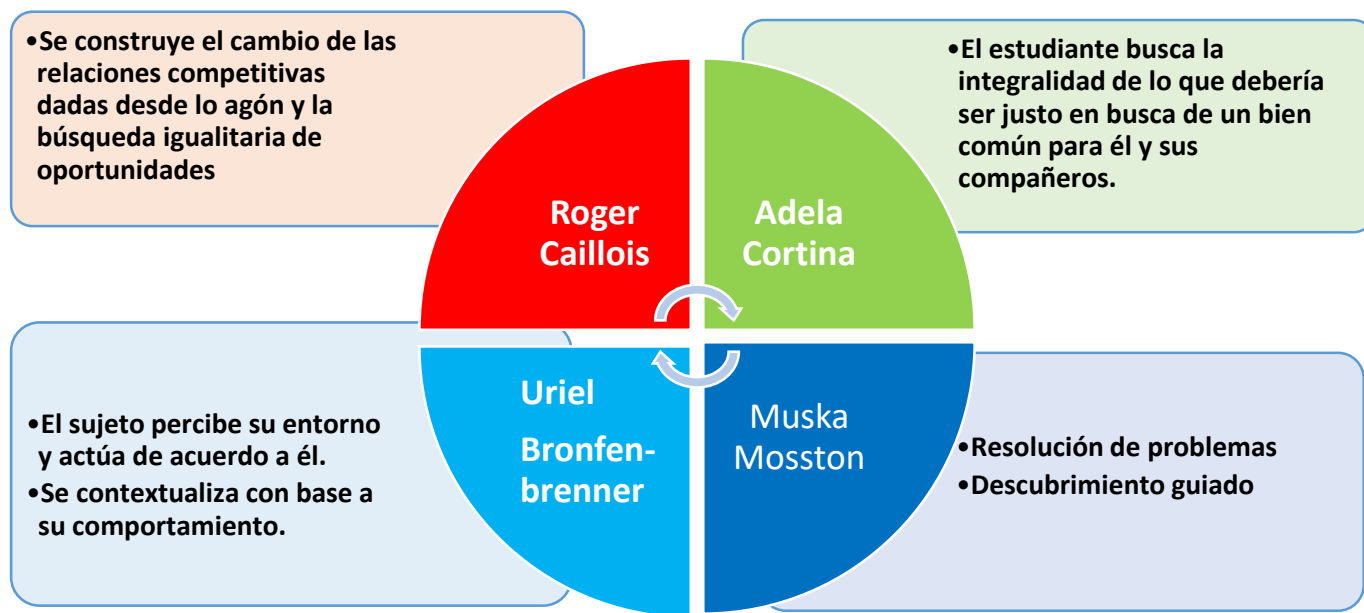 •Se construye el cambio de las
relaciones competitivas
dadas desde lo agón y la
búsqueda igualitaria de
oportunidades
•El estudiante busca la
integralidad de lo que debería
ser justo en busca de un bien
común para él y sus
compañeros.
Roger
Caillois
Adela
Cortina
Uriel
Bronfen-
brenner
Muska
Mosston
•El sujeto percibe su entorno
y actúa de acuerdo a él.
•Se contextualiza con base a
su comportamiento.
•Resolución de problemas
•Descubrimiento guiado